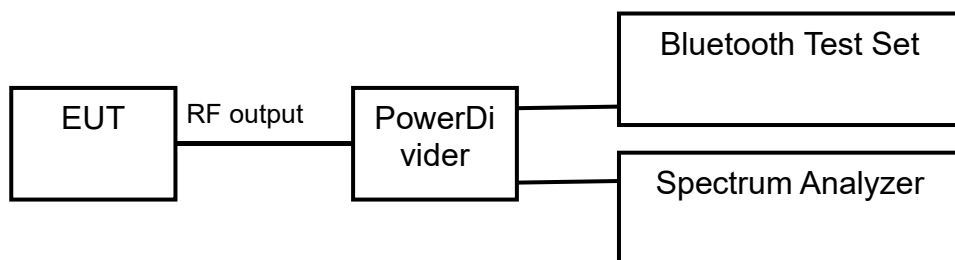 Bluetooth Test Set
EUT
RF output
PowerDi
vider
Spectrum Analyzer